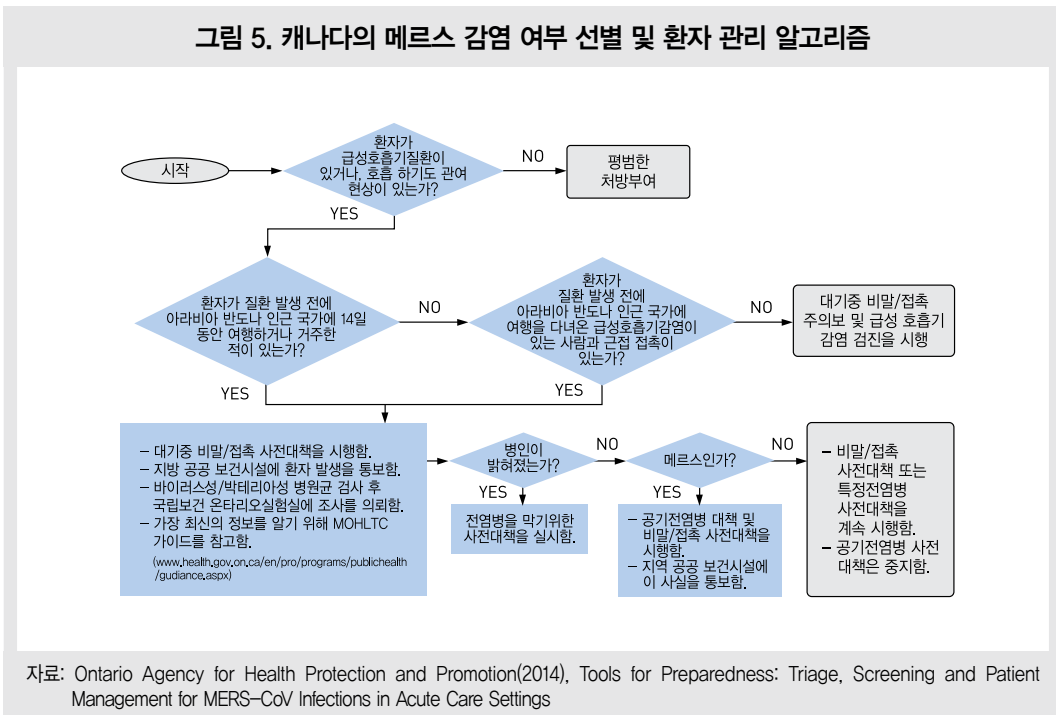 그림 5. 캐나다의 메르스 감염 여부 선별 및 환자 관리 알고리즘
시작
환자가
급성호흡기질환이
있거나, 호흡 하기도 관여
현상이 있는가?
NO
평범한
처방부여
YES
환자가 질환 발생 전에
아라비아 반도나 인근 국가에 14일
동안 여행하거나 거주한
적이 있는가?
NO
환자가
질환 발생 전에
아라비아 반도나 인근 국가에
여행을 다녀온 급성호흡기감염이
있는 사람과 근접 접촉이
있는가?
NO
대기중 비말/접촉
주의보 및 급성 호흡기
감염 검진을 시행
YES
YES
– 대기중 비말/접촉 사전대책을 시행함.
– 지방 공공 보건시설에 환자 발생을 통보함.
– 바이러스성/박테리아성 병원균 검사 후
국립보건 온타리오실험실에 조사를 의뢰함.
– 가장 최신의 정보를 알기 위해 MOHLTC
가이드를 참고함.
(www.health.gov.on.ca/en/pro/programs/publichealth
/gudiance.aspx)
병인이
밝혀졌는가?
NO
YES
전염병을 막기위한
사전대책을 실시함.
메르스인가?
NO
YES
– 공기전염병 대책 및
비말/접촉 사전대책을
시행함.
– 지역 공공 보건시설에
이 사실을 통보함.
– 비말/접촉
사전대책 또는
특정전염병
사전대책을
계속 시행함.
– 공기전염병 사전
대책은 중지함.
자료: Ontario Agency for Health Protection and Promotion(2014), Tools for Preparedness: Triage, Screening and Patient
Management for MERS–CoV Infections in Acute Care Settings